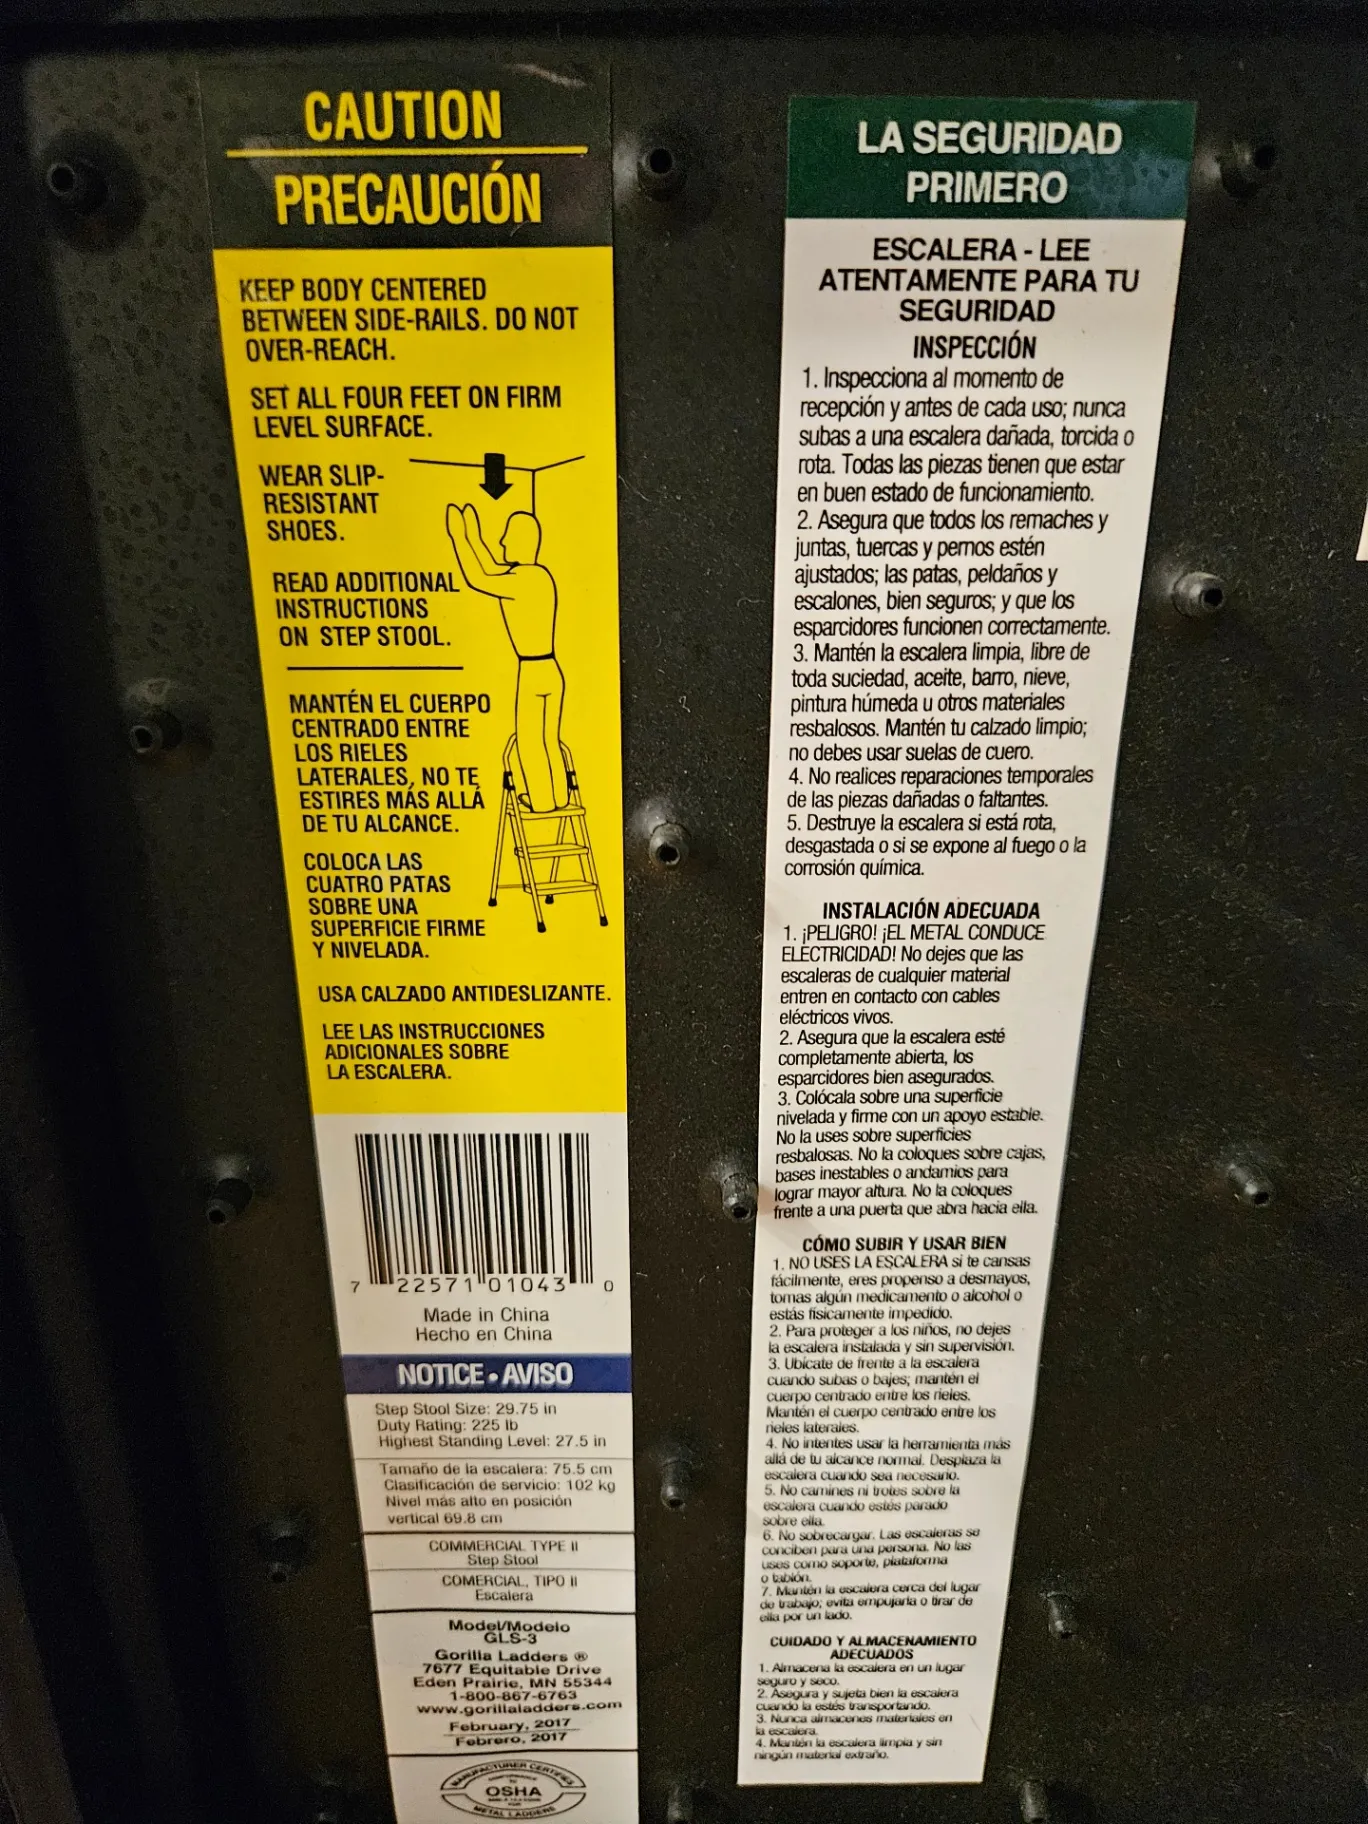 CAUTION
PRECAUCIÓN
KEEP BODY CENTERED
BETWEEN SIDE-RAILS. DO NOT
OVER-REACH.
SET ALL FOUR FEET ON FIRM
LEVEL SURFACE.
WEAR SLIP-
RESISTANT
SHOES.
READ ADDITIONAL
INSTRUCTIONS
ON STEP STOOL.
MANTÉN EL CUERPO
CENTRADO ENTRE
LOS RIELES
LATERALES, NO TE
ESTIRES MÁS ALLÁ
DE TU ALCANCE.
COLOCA LAS
CUATRO PATAS
SOBRE UNA
SUPERFICIE FIRME
Y NIVELADA.
USA CALZADO ANTIDESLIZANTE.
LEE LAS INSTRUCCIONES
ADICIONALES SOBRE
LA ESCALERA.
7 22571 01043 0
Made in China
Hecho en China
NOTICE • AVISO
Step Stool Size: 29.75 in
Duty Rating: 225 lb
Highest Standing Level: 27.5 in
Tamaño de la escalera: 75.5 cm
Clasificación de servicio: 102 kg
Nivel más alto en posición
vertical 69.8 cm
COMMERCIAL TYPE II
Step Stool
COMERCIAL, TIPO II
Escalera
Model/Modelo
GLS-3
Gorilla Ladders ®
7677 Equitable Drive
Eden Prairie, MN 55344
1-800-867-6763
www.gorillaladders.com
February, 2017
Febrero, 2017
MANUFACTURER CERTIFIES
OSHA
METAL LADDERS
LA SEGURIDAD
PRIMERO
ESCALERA - LEE
ATENTAMENTE PARA TU
SEGURIDAD
INSPECCIÓN
1. Inspecciona al momento de
recepción y antes de cada uso; nunca
subas a una escalera dañada, torcida o
rota. Todas las piezas tienen que estar
en buen estado de funcionamiento.
2. Asegura que todos los remaches y
juntas, tuercas y pernos estén
ajustados; las patas, peldaños y
escalones, bien seguros; y que los
esparcidores funcionen correctamente.
3. Mantén la escalera limpia, libre de
toda suciedad, aceite, barro, nieve,
pintura húmeda u otros materiales
resbalosos. Mantén tu calzado limpio;
no debes usar suelas de cuero.
4. No realices reparaciones temporales
de las piezas dañadas o faltantes.
5. Destruye la escalera si está rota,
desgastada o si se expone al fuego o la
corrosión química.
INSTALACIÓN ADECUADA
1. ¡PELIGRO! ¡EL METAL CONDUCE
ELECTRICIDAD! No dejes que las
escaleras de cualquier material
entren en contacto con cables
eléctricos vivos.
2. Asegura que la escalera esté
completamente abierta, los
esparcidores bien asegurados.
3. Colócala sobre una superficie
nivelada y firme con un apoyo estable.
No la uses sobre superficies
resbalosas. No la coloques sobre cajas,
bases inestables o andamios para
lograr mayor altura. No la coloques
frente a una puerta que abra hacia ella.
CÓMO SUBIR Y USAR BIEN
1. NO USES LA ESCALERA si te cansas
fácilmente, eres propenso a desmayos,
tomas algún medicamento o alcohol o
estás físicamente impedido.
2. Para proteger a los niños, no dejes
la escalera instalada y sin supervisión.
3. Ubícate de frente a la escalera
cuando subas o bajes; mantén el
cuerpo centrado entre los rieles.
Mantén el cuerpo centrado entre los
rieles laterales.
4. No intentes usar la herramienta más
allá de tu alcance normal. Desplaza la
escalera cuando sea necesario.
5. No camines ni trotes sobre la
escalera cuando estés parado
sobre ella.
6. No sobrecargar. Las escaleras se
conciben para una persona. No las
uses como soporte, plataforma
o tablón.
7. Mantén la escalera cerca del lugar
de trabajo; evita empujarla o tirar de
ella por un lado.
CUIDADO Y ALMACENAMIENTO
ADECUADOS
1. Almacena la escalera en un lugar
seguro y seco.
2. Asegura y sujeta bien la escalera
cuando la estés transportando.
3. Nunca almacenes materiales en
la escalera.
4. Mantén la escalera limpia y sin
ningún material extraño.